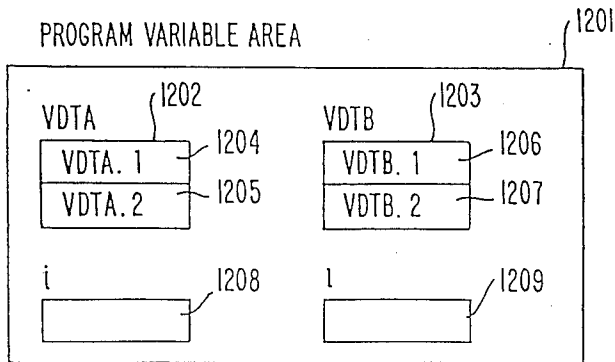 PROGRAM VARIABLE AREA
1201
VDTA
1202
VDTB
1203
VDTA. 1
1204
VDTB. 1
1206
VDTA. 2
1205
VDTB. 2
1207
i
1208
l
1209